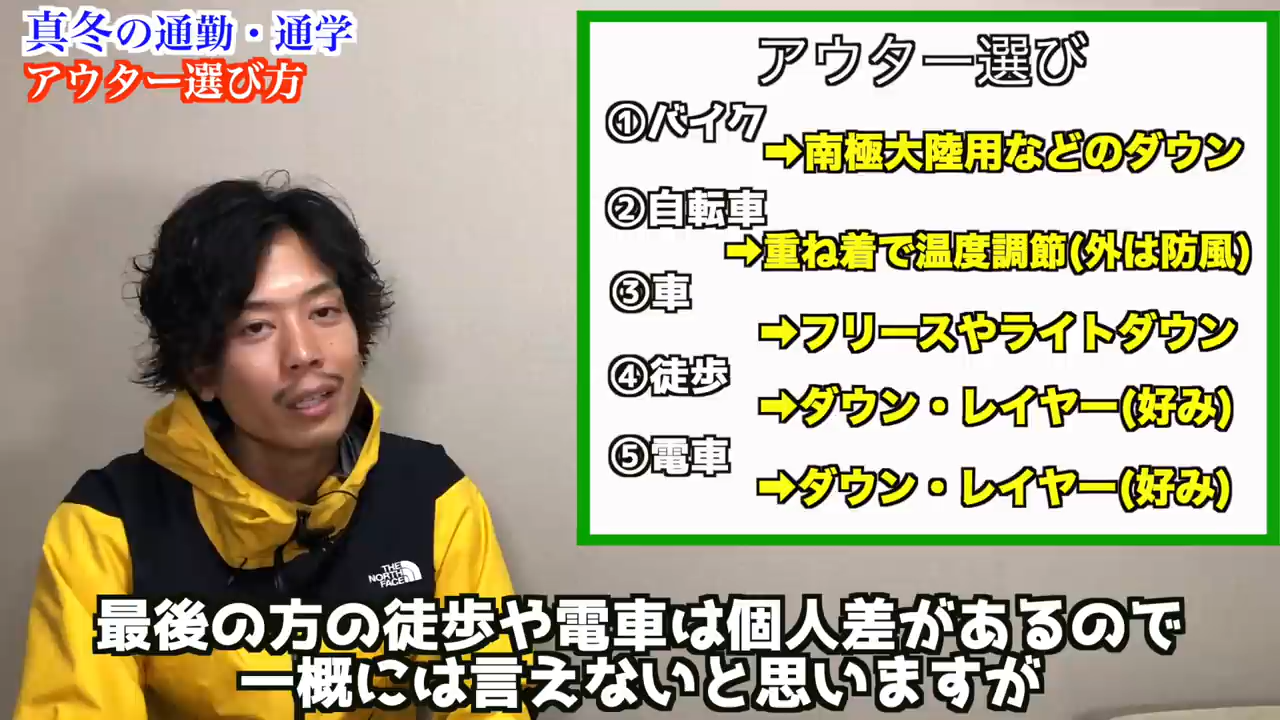 真冬の通勤・通学
アウター選び方
アウター選び
①バイク
➡南極大陸用などのダウン
②自転車
➡重ね着で温度調節(外は防風)
③車
➡フリースやライトダウン
④徒歩
➡ダウン・レイヤー(好み)
⑤電車
➡ダウン・レイヤー(好み)
THE
NORTH
FACE
最後の方の徒歩や電車は個人差があるので
一概には言えないと思いますが